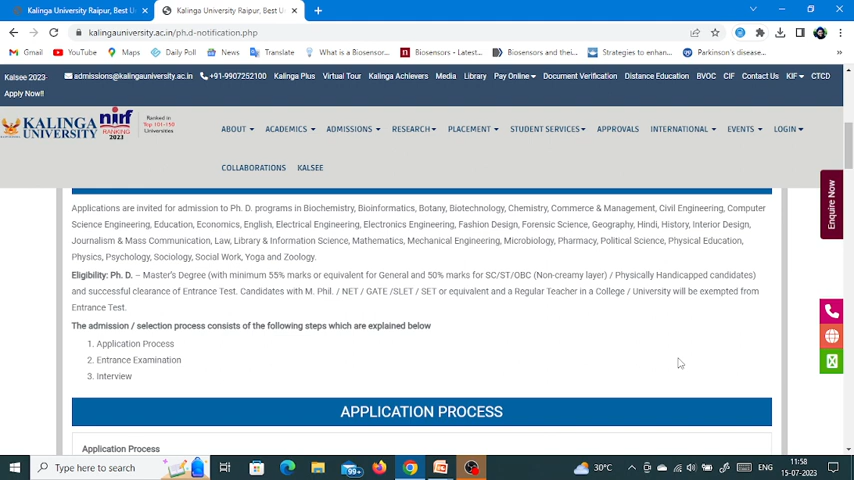 Kalinga University Raipur, Best U
Kalinga University Raipur, Best U
kalingauniversity.ac.in/ph.d-notification.php
Gmail YouTube Maps Daily Poll News Translate What is a Biosensor... Biosensors - Latest... Biosensors and thei... Strategies to enhan... Parkinson's disease...
Kalsee 2023- admissions@kalingauniversity.ac.in +91-9907252100 Kalinga Plus Virtual Tour Kalinga Achievers Media Library Pay Online Document Verification Distance Education BVOC CIF Contact Us KIF CTCD
Apply Now!!
KALINGA UNIVERSITY nirf RANKING 2023
Ranked in Top 101-150 Universities
ABOUT ACADEMICS ADMISSIONS RESEARCH PLACEMENT STUDENT SERVICES APPROVALS INTERNATIONAL EVENTS LOGIN
COLLABORATIONS KALSEE
Enquire Now
Applications are invited for admission to Ph. D. programs in Biochemistry, Bioinformatics, Botany, Biotechnology, Chemistry, Commerce & Management, Civil Engineering, Computer
Science Engineering, Education, Economics, English, Electrical Engineering, Electronics Engineering, Fashion Design, Forensic Science, Geography, Hindi, History, Interior Design,
Journalism & Mass Communication, Law, Library & Information Science, Mathematics, Mechanical Engineering, Microbiology, Pharmacy, Political Science, Physical Education,
Physics, Psychology, Sociology, Social Work, Yoga and Zoology.
Eligibility: Ph. D. – Master's Degree (with minimum 55% marks or equivalent for General and 50% marks for SC/ST/OBC (Non-creamy layer) / Physically Handicapped candidates)
and successful clearance of Entrance Test. Candidates with M. Phil. / NET / GATE /SLET / SET or equivalent and a Regular Teacher in a College / University will be exempted from
Entrance Test.
The admission / selection process consists of the following steps which are explained below
1. Application Process
2. Entrance Examination
3. Interview
APPLICATION PROCESS
Application Process
Type here to search
99+
30°C
ENG
11:58
15-07-2023